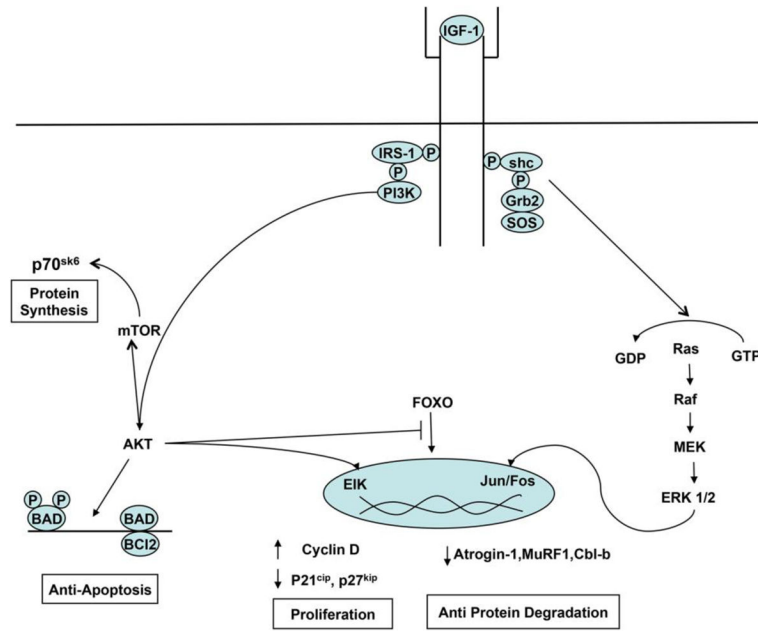 IGF-1
IRS-1
P
P
PI3K
P
shc
P
Grb2
SOS
p70sk6
Protein
Synthesis
mTOR
GDP
Ras
GTP
Raf
FOXO
AKT
MEK
EIK
Jun/Fos
ERK 1/2
P
P
BAD
BAD
BCl2
Cyclin D
Atrogin-1,MuRF1,Cbl-b
P21cip, p27kip
Anti-Apoptosis
Proliferation
Anti Protein Degradation